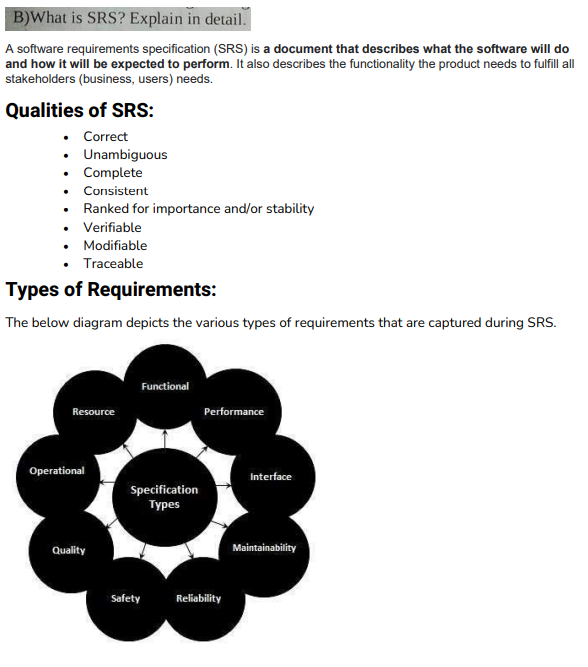 B)What is SRS? Explain in detail.
A software requirements specification (SRS) is a document that describes what the software will do
and how it will be expected to perform. It also describes the functionality the product needs to fulfill all
stakeholders (business, users) needs.
Qualities of SRS:
• Correct
• Unambiguous
• Complete
• Consistent
• Ranked for importance and/or stability
• Verifiable
• Modifiable
• Traceable
Types of Requirements:
The below diagram depicts the various types of requirements that are captured during SRS.
Functional
Resource
Performance
Operational
Interface
Specification
Types
Quality
Maintainability
Safety
Reliability